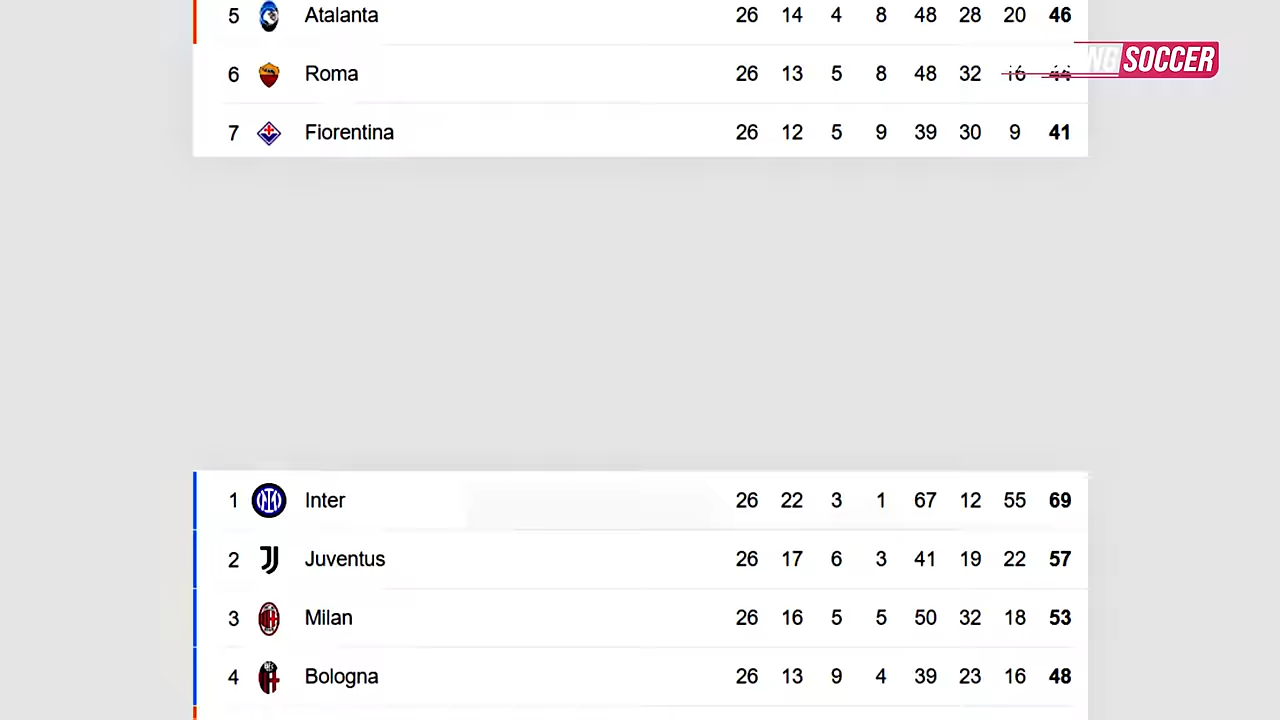 5 Atalanta 26 14 4 8 48 28 20 46
6 Roma 26 13 5 8 48 32 16 44
SOCCER
7 Fiorentina 26 12 5 9 39 30 9 41
1 Inter 26 22 3 1 67 12 55 69
2 Juventus 26 17 6 3 41 19 22 57
3 Milan 26 16 5 5 50 32 18 53
4 Bologna 26 13 9 4 39 23 16 48